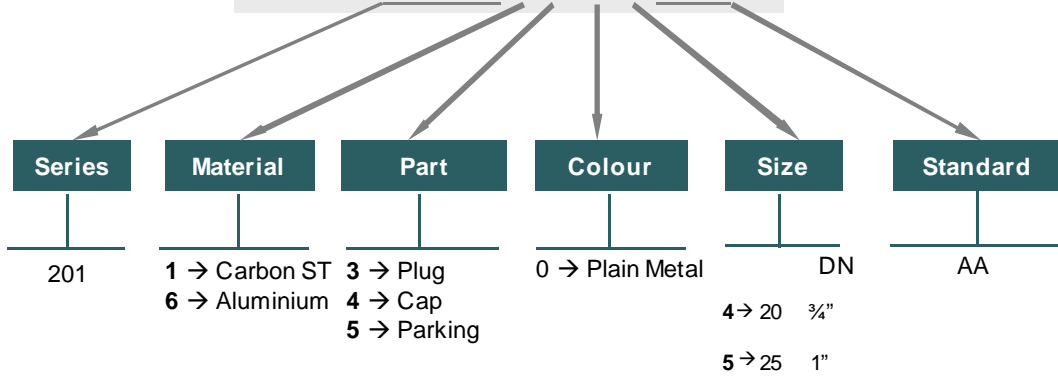 Series Material Part Colour Size Standard
201
1 → Carbon ST
6 → Aluminium
3 → Plug
4 → Cap
5 → Parking
0 → Plain Metal
DN
4 → 20 ¾”
5 → 25 1”
AA